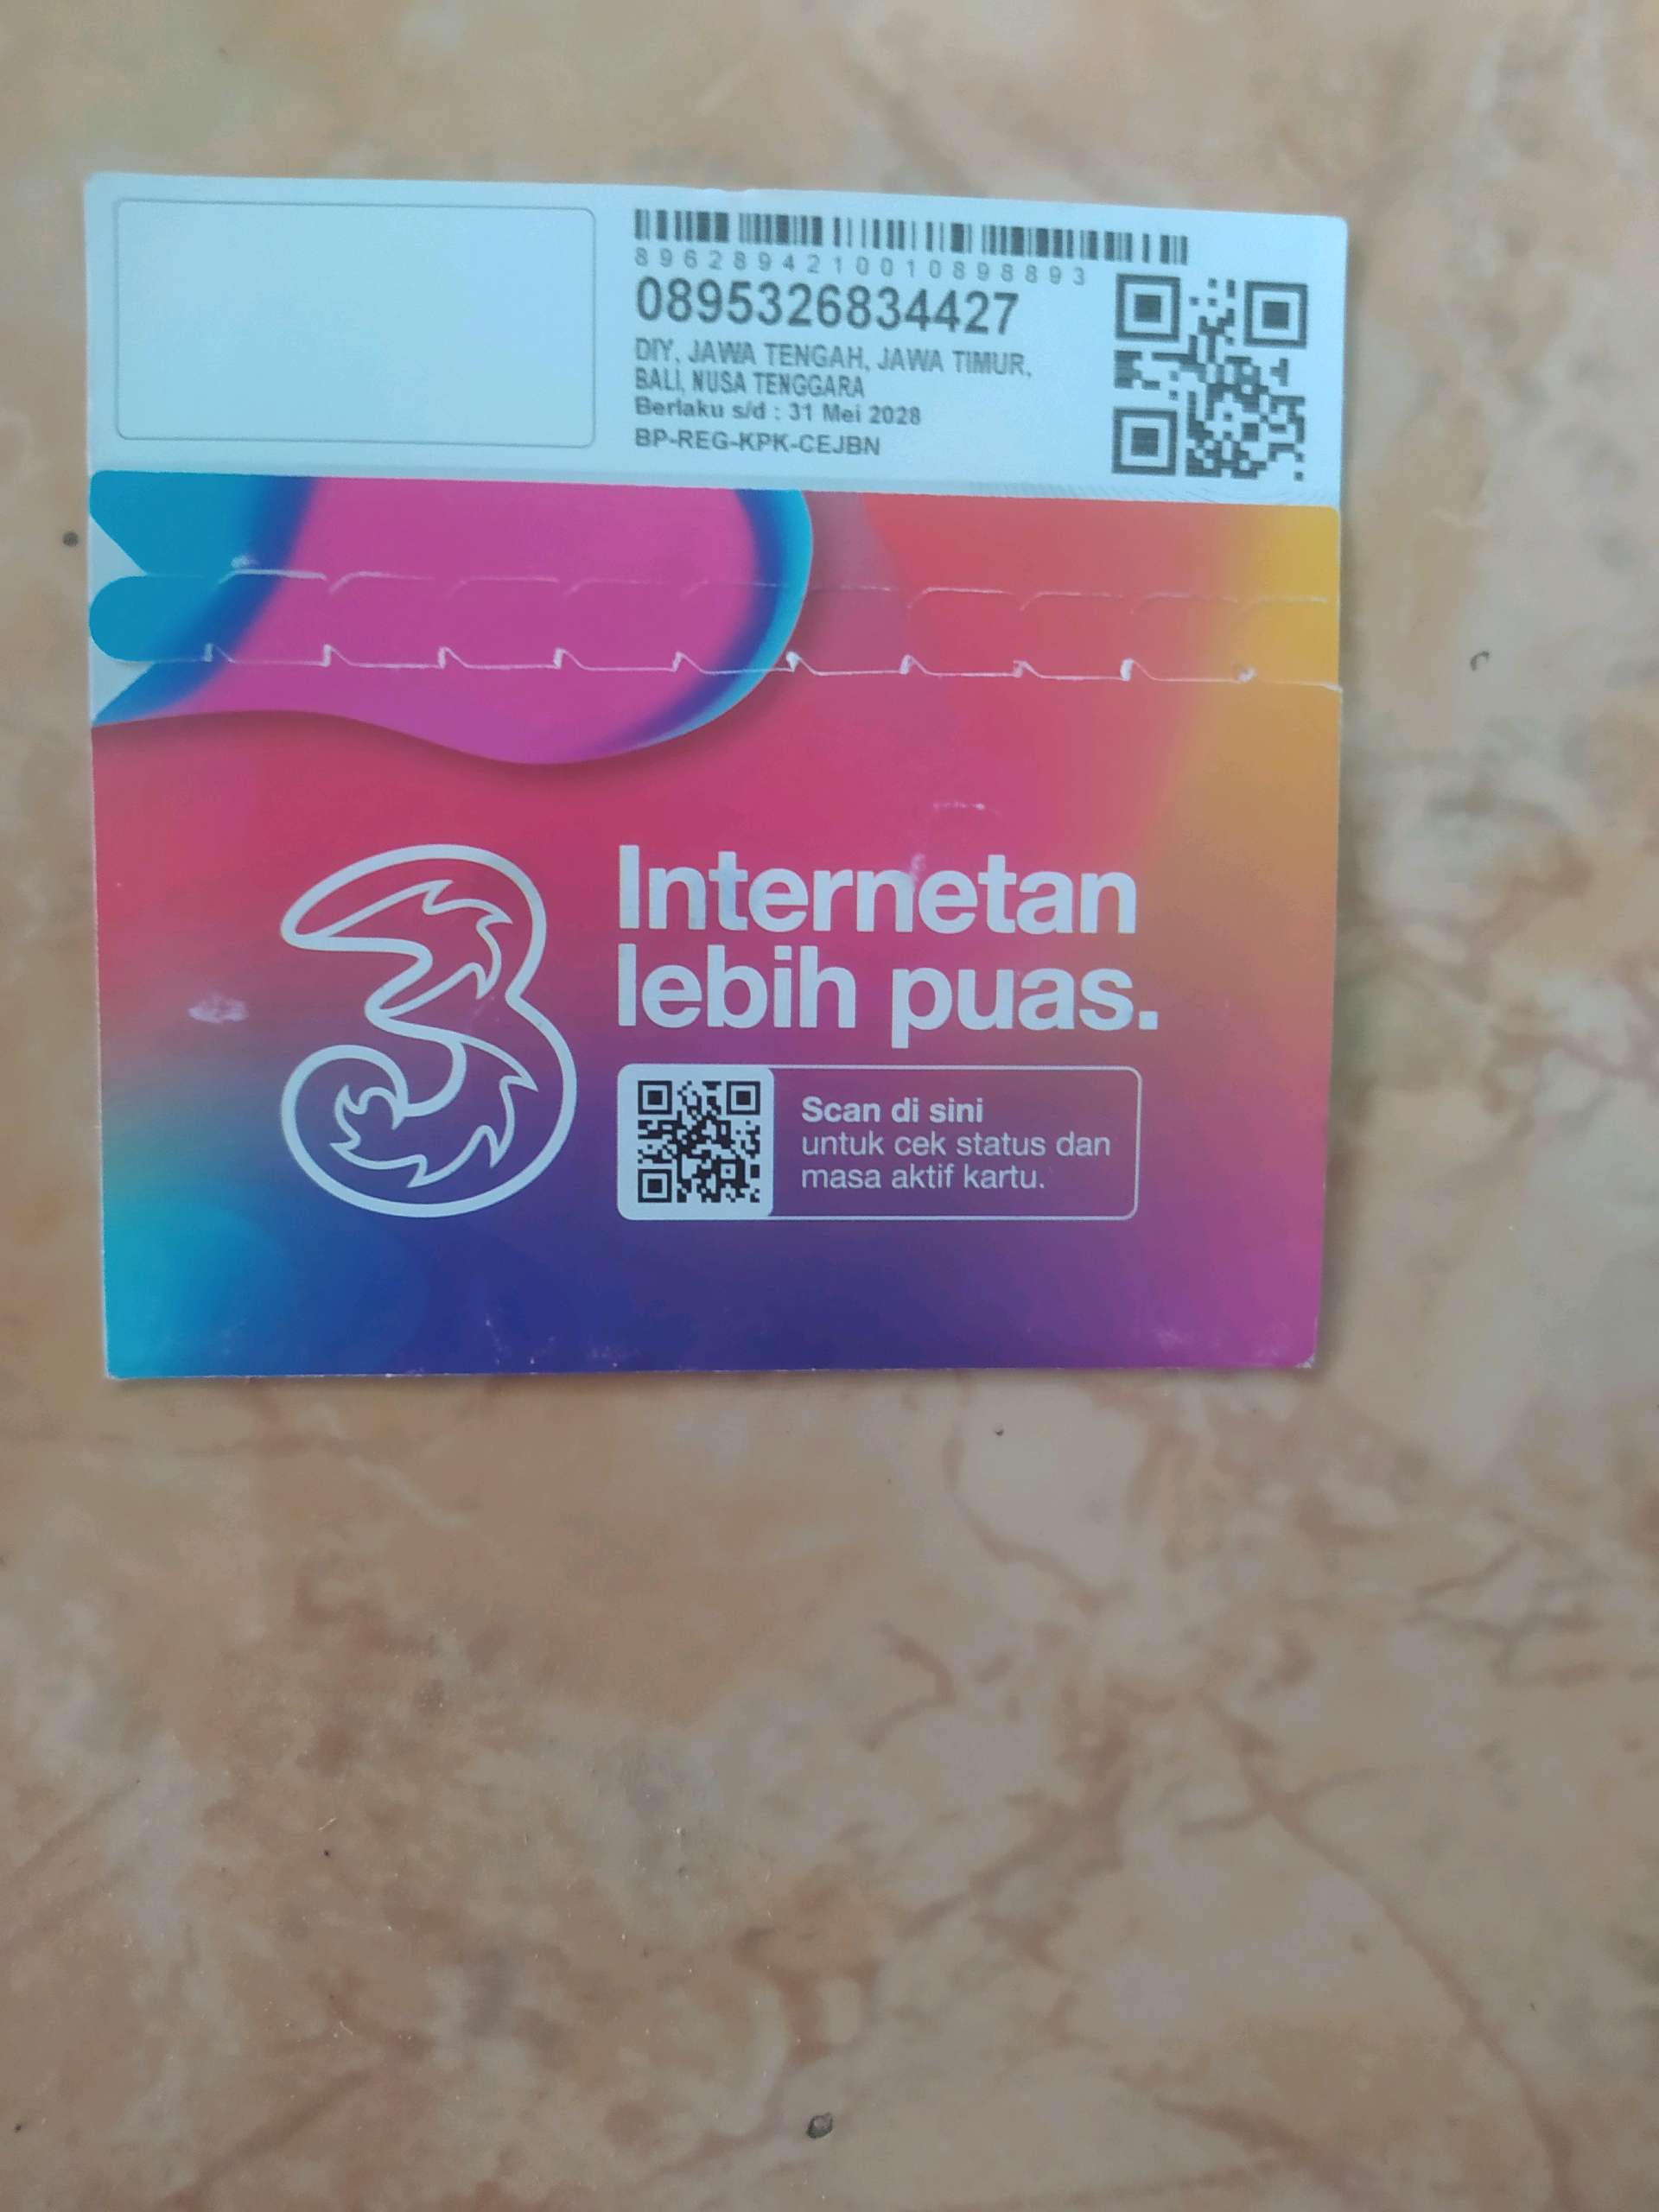 8962894210010898893
0895326834427
DIY, JAWA TENGAH, JAWA TIMUR,
BALI, NUSA TENGGARA
Berlaku s/d : 31 Mei 2028
BP-REG-KPK-CEJBN
3
Internetan
lebih puas.
Scan di sini
untuk cek status dan
masa aktif kartu.